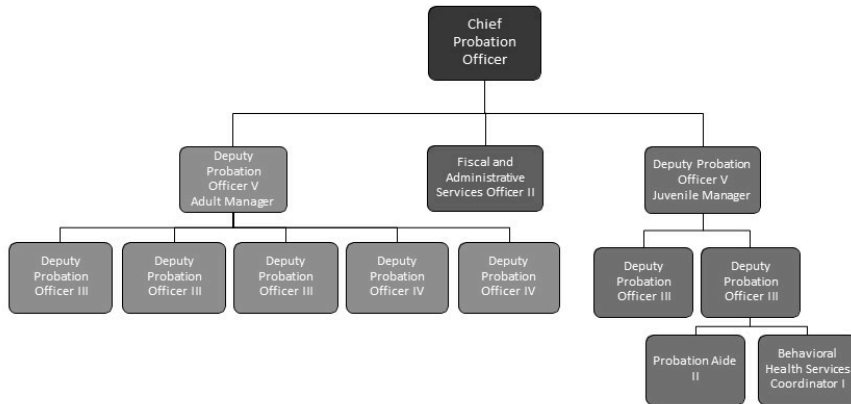 Chief
Probation
Officer
Deputy
Probation
Officer V
Adult Manager
Fiscal and
Administrative
Services Officer II
Deputy Probation
Officer V
Juvenile Manager
Deputy
Probation
Officer III
Deputy
Probation
Officer III
Deputy
Probation
Officer III
Deputy
Probation
Officer IV
Deputy
Probation
Officer IV
Deputy
Probation
Officer III
Deputy
Probation
Officer III
Probation Aide
II
Behavioral
Health Services
Coordinator I